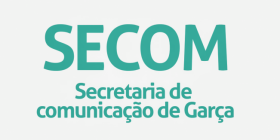 SECOM
Secretaria de
comunicação de Garça